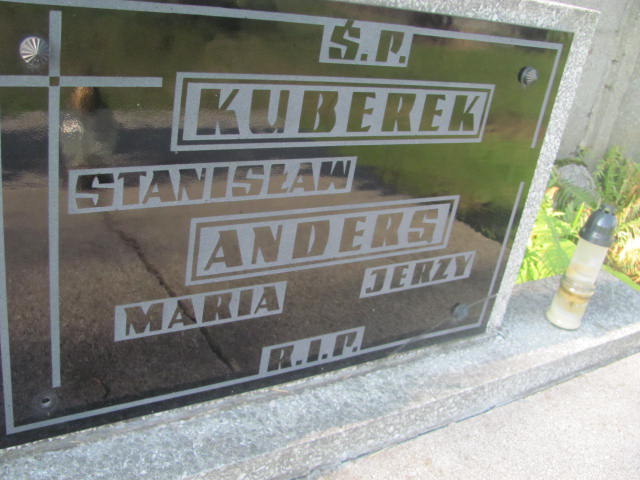 Ś.P.
KUBEREK
STANISŁAW
ANDERS
MARIA JERZY
R.I.P.